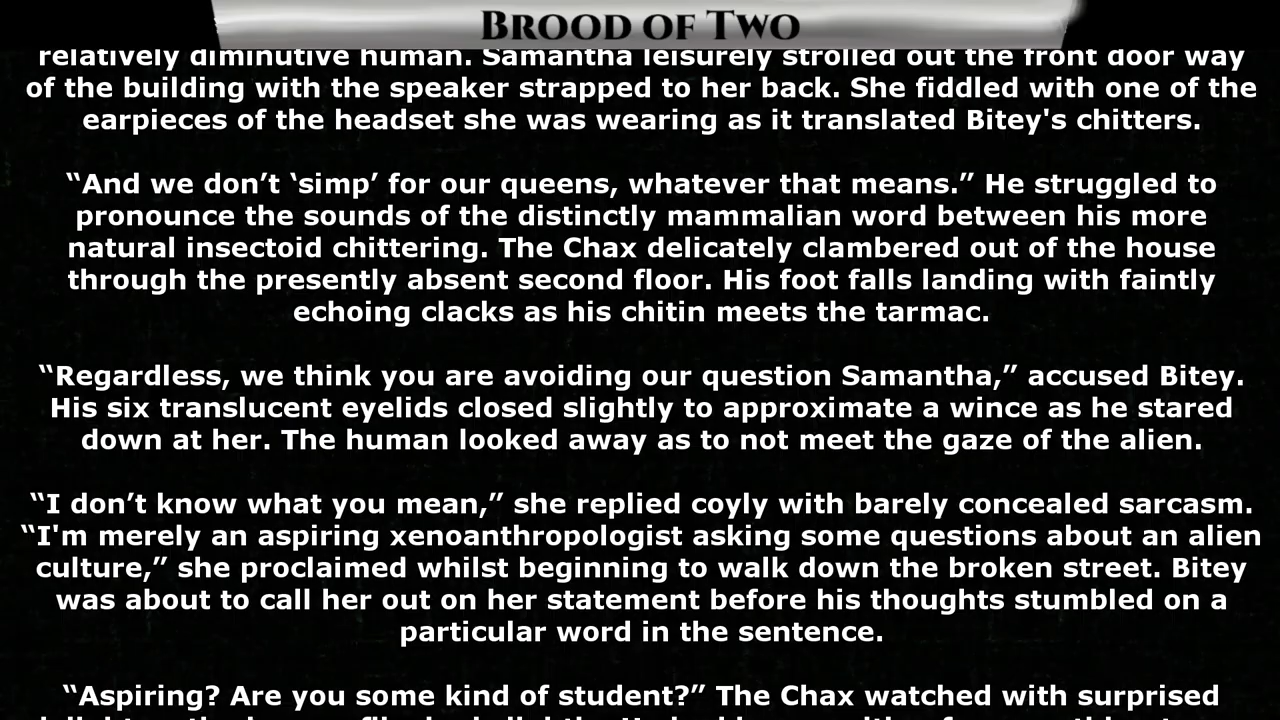 Brood of Two
relatively diminutive human. Samantha leisurely strolled out the front door way
of the building with the speaker strapped to her back. She fiddled with one of the
earpieces of the headset she was wearing as it translated Bitey's chitters.
“And we don’t ‘simp’ for our queens, whatever that means.” He struggled to
pronounce the sounds of the distinctly mammalian word between his more
natural insectoid chittering. The Chax delicately clambered out of the house
through the presently absent second floor. His foot falls landing with faintly
echoing clacks as his chitin meets the tarmac.
“Regardless, we think you are avoiding our question Samantha,” accused Bitey.
His six translucent eyelids closed slightly to approximate a wince as he stared
down at her. The human looked away as to not meet the gaze of the alien.
“I don’t know what you mean,” she replied coyly with barely concealed sarcasm.
“I'm merely an aspiring xenoanthropologist asking some questions about an alien
culture,” she proclaimed whilst beginning to walk down the broken street. Bitey
was about to call her out on her statement before his thoughts stumbled on a
particular word in the sentence.
“Aspiring? Are you some kind of student?” The Chax watched with surprised